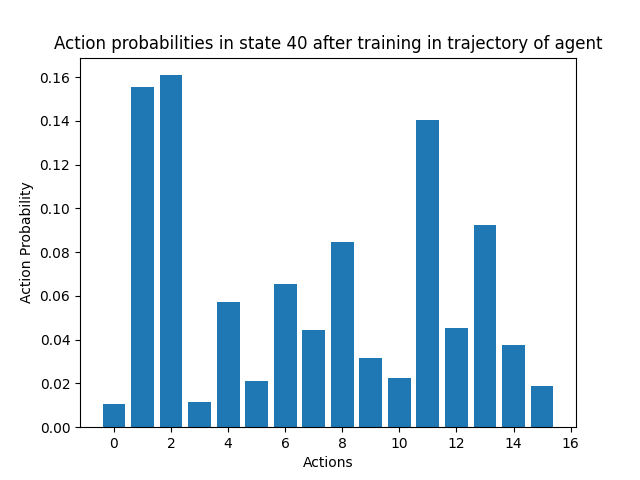 Action probabilities in state 40 after training in trajectory of agent
0.16
0.14
0.12
0.10
0.08
0.06
0.04
0.02
0.00
Action Probability
0 2 4 6 8 10 12 14 16
Actions